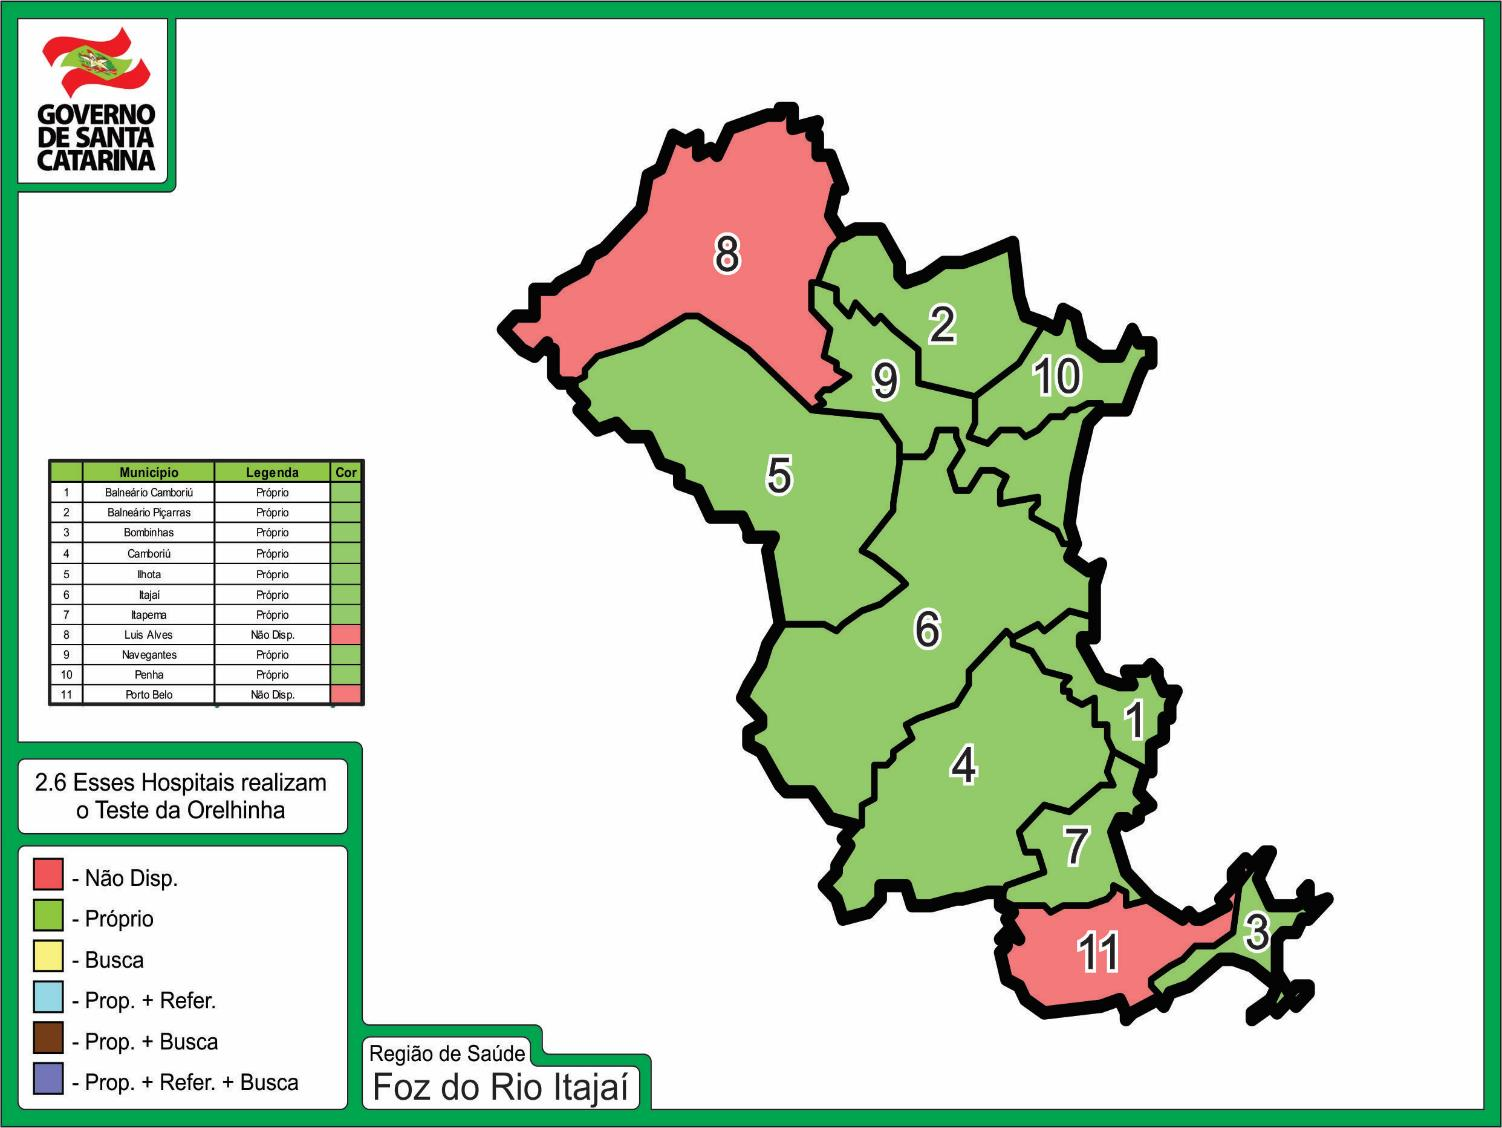 GOVERNO
DE SANTA
CATARINA
8
2
10
9
5
6
1
4
7
3
11
Município Legenda Cor
1 Balneário Camboriú Próprio
2 Balneário Piçarras Próprio
3 Bombinhas Próprio
4 Camboriú Próprio
5 Ilhota Próprio
6 Itajaí Próprio
7 Itapema Próprio
8 Luis Alves Não Disp.
9 Navegantes Próprio
10 Penha Próprio
11 Porto Belo Não Disp.
2.6 Esses Hospitais realizam
o Teste da Orelhinha
- Não Disp.
- Próprio
- Busca
- Prop. + Refer.
- Prop. + Busca
- Prop. + Refer. + Busca
Região de Saúde
Foz do Rio Itajaí